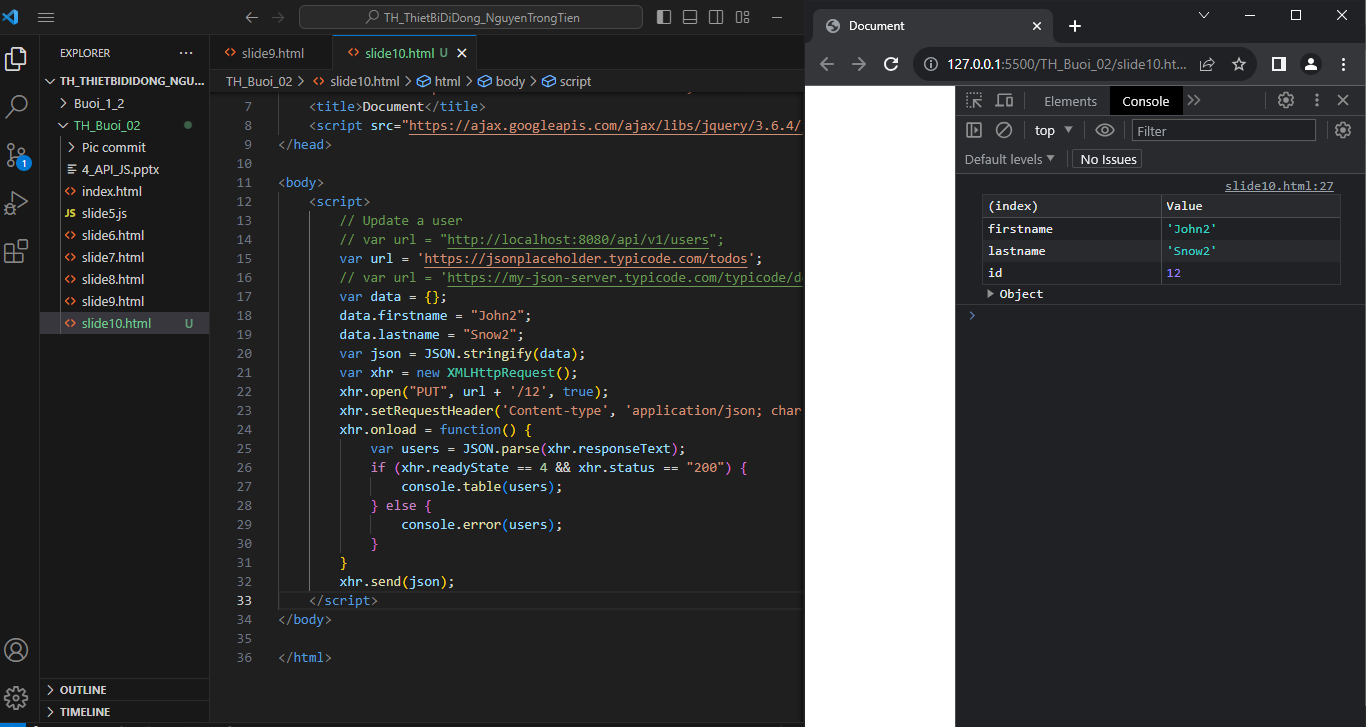 TH_ThietBiDiDong_NguyenTrongTien
EXPLORER
TH_THIETBIDIDONG_NGU...
Buoi_1_2
TH_Buoi_02
Pic commit
4_API_JS.pptx
index.html
JS slide5.js
slide6.html
slide7.html
slide8.html
slide9.html
slide10.html U
1
OUTLINE
TIMELINE
slide9.html
slide10.html U
TH_Buoi_02 > slide10.html > html > body > script
7 <title>Document</title>
8 <script src="https://ajax.googleapis.com/ajax/libs/jquery/3.6.4/
9 </head>
10
11 <body>
12 <script>
13 // Update a user
14 // var url = "http://localhost:8080/api/v1/users";
15 var url = 'https://jsonplaceholder.typicode.com/todos';
16 // var url = 'https://my-json-server.typicode.com/typicode/d
17 var data = {};
18 data.firstname = "John2";
19 data.lastname = "Snow2";
20 var json = JSON.stringify(data);
21 var xhr = new XMLHttpRequest();
22 xhr.open("PUT", url + '/12', true);
23 xhr.setRequestHeader('Content-type', 'application/json; char
24 xhr.onload = function() {
25 var users = JSON.parse(xhr.responseText);
26 if (xhr.readyState == 4 && xhr.status == "200") {
27 console.table(users);
28 } else {
29 console.error(users);
30 }
31 }
32 xhr.send(json);
33 </script>
34 </body>
35
36 </html>
Document
127.0.0.1:5500/TH_Buoi_02/slide10.ht...
Elements Console
top Filter
Default levels No Issues
slide10.html:27
(index) Value
firstname 'John2'
lastname 'Snow2'
id 12
Object